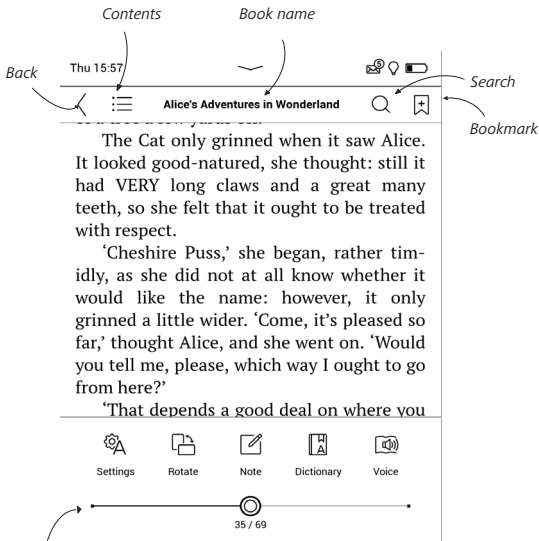 Contents
Book name
Thu 15:57
5
Back
Search
Alice's Adventures in Wonderland
Bookmark
The Cat only grinned when it saw Alice.
It looked good-natured, she thought: still it
had VERY long claws and a great many
teeth, so she felt that it ought to be treated
with respect.
‘Cheshire Puss,’ she began, rather tim-
idly, as she did not at all know whether it
would like the name: however, it only
grinned a little wider. ‘Come, it’s pleased so
far,’ thought Alice, and she went on. ‘Would
you tell me, please, which way I ought to go
from here?’
‘That depends a good deal on where you
Settings Rotate Note Dictionary Voice
35 / 69